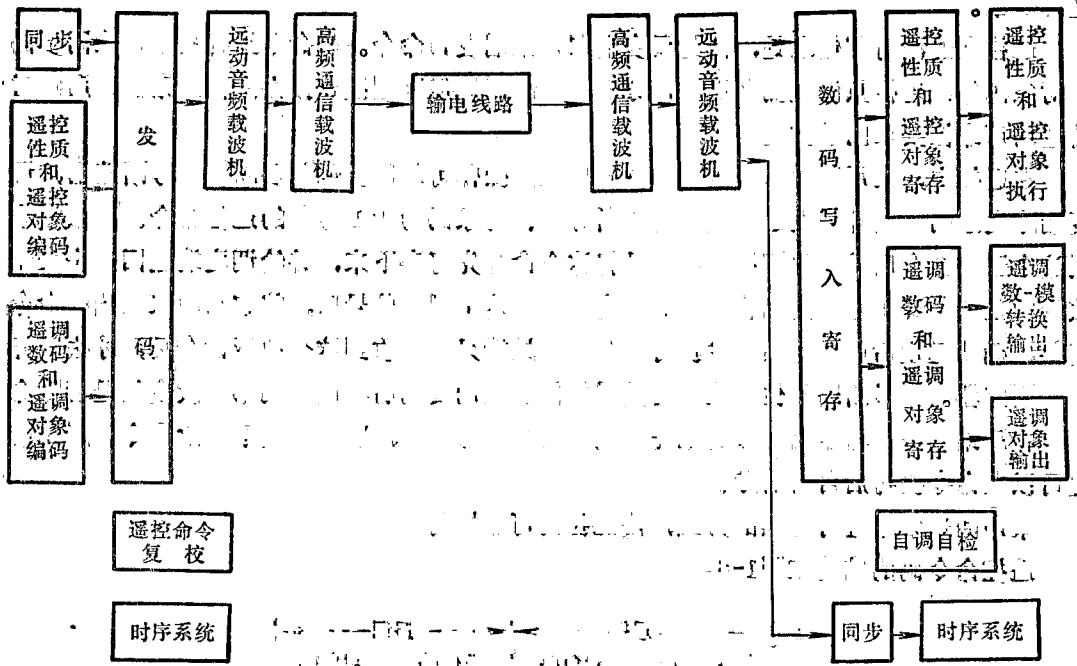 同步
遥控
性质
和
遥控
对象
编码
遥调
数码
和
遥调
对象
编码
发码
远动音频载波机
高频通信载波机
输电线路
高频通信载波机
远动音频载波机
数码写入寄存
遥控
性质
和
遥控
对象
寄存
遥控
性质
和
遥控
对象
执行
遥调
数码
和
遥调
对象
寄存
遥调
数-模
转换
输出
遥调
对象
输出
遥控命令
复校
自调自检
时序系统
同步
时序系统